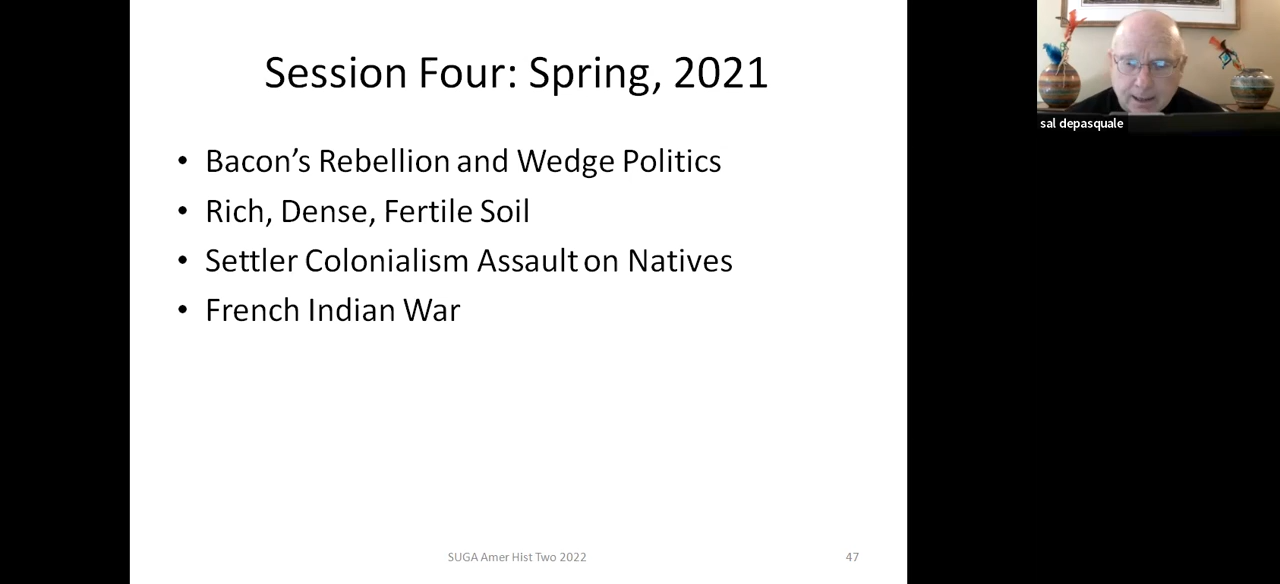 Session Four: Spring, 2021
• Bacon’s Rebellion and Wedge Politics
• Rich, Dense, Fertile Soil
• Settler Colonialism Assault on Natives
• French Indian War
SUGA Amer Hist Two 2022
47
sal depasquale